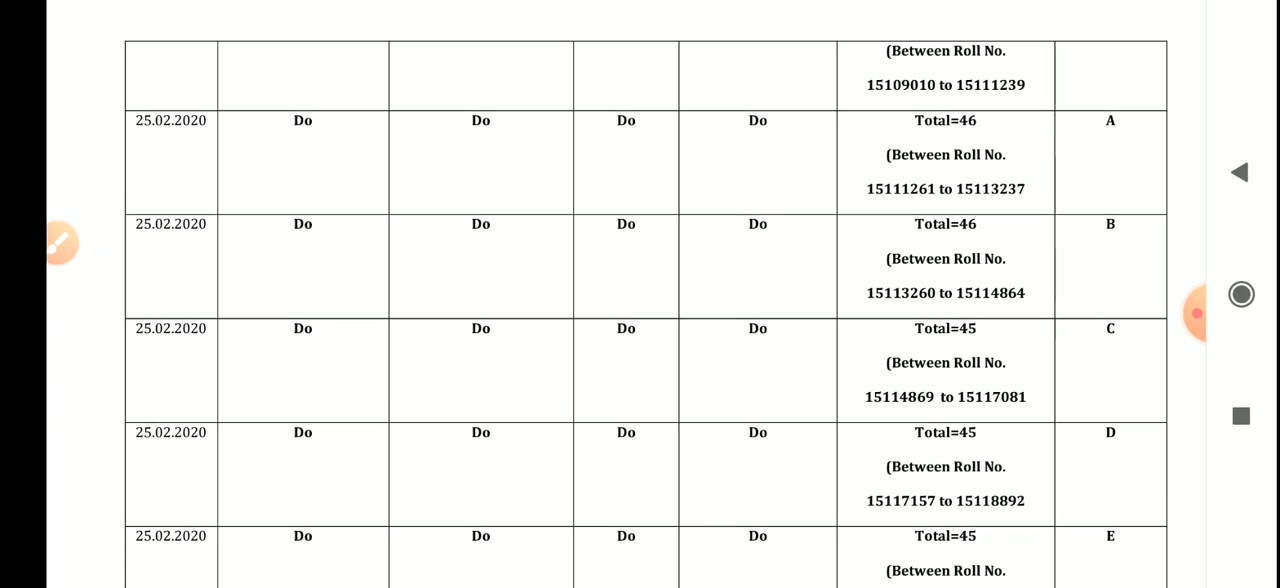 (Between Roll No.
15109010 to 15111239
25.02.2020 Do Do Do Do Total=46 A
(Between Roll No.
15111261 to 15113237
25.02.2020 Do Do Do Do Total=46 B
(Between Roll No.
15113260 to 15114864
25.02.2020 Do Do Do Do Total=45 C
(Between Roll No.
15114869 to 15117081
25.02.2020 Do Do Do Do Total=45 D
(Between Roll No.
15117157 to 15118892
25.02.2020 Do Do Do Do Total=45 E
(Between Roll No.